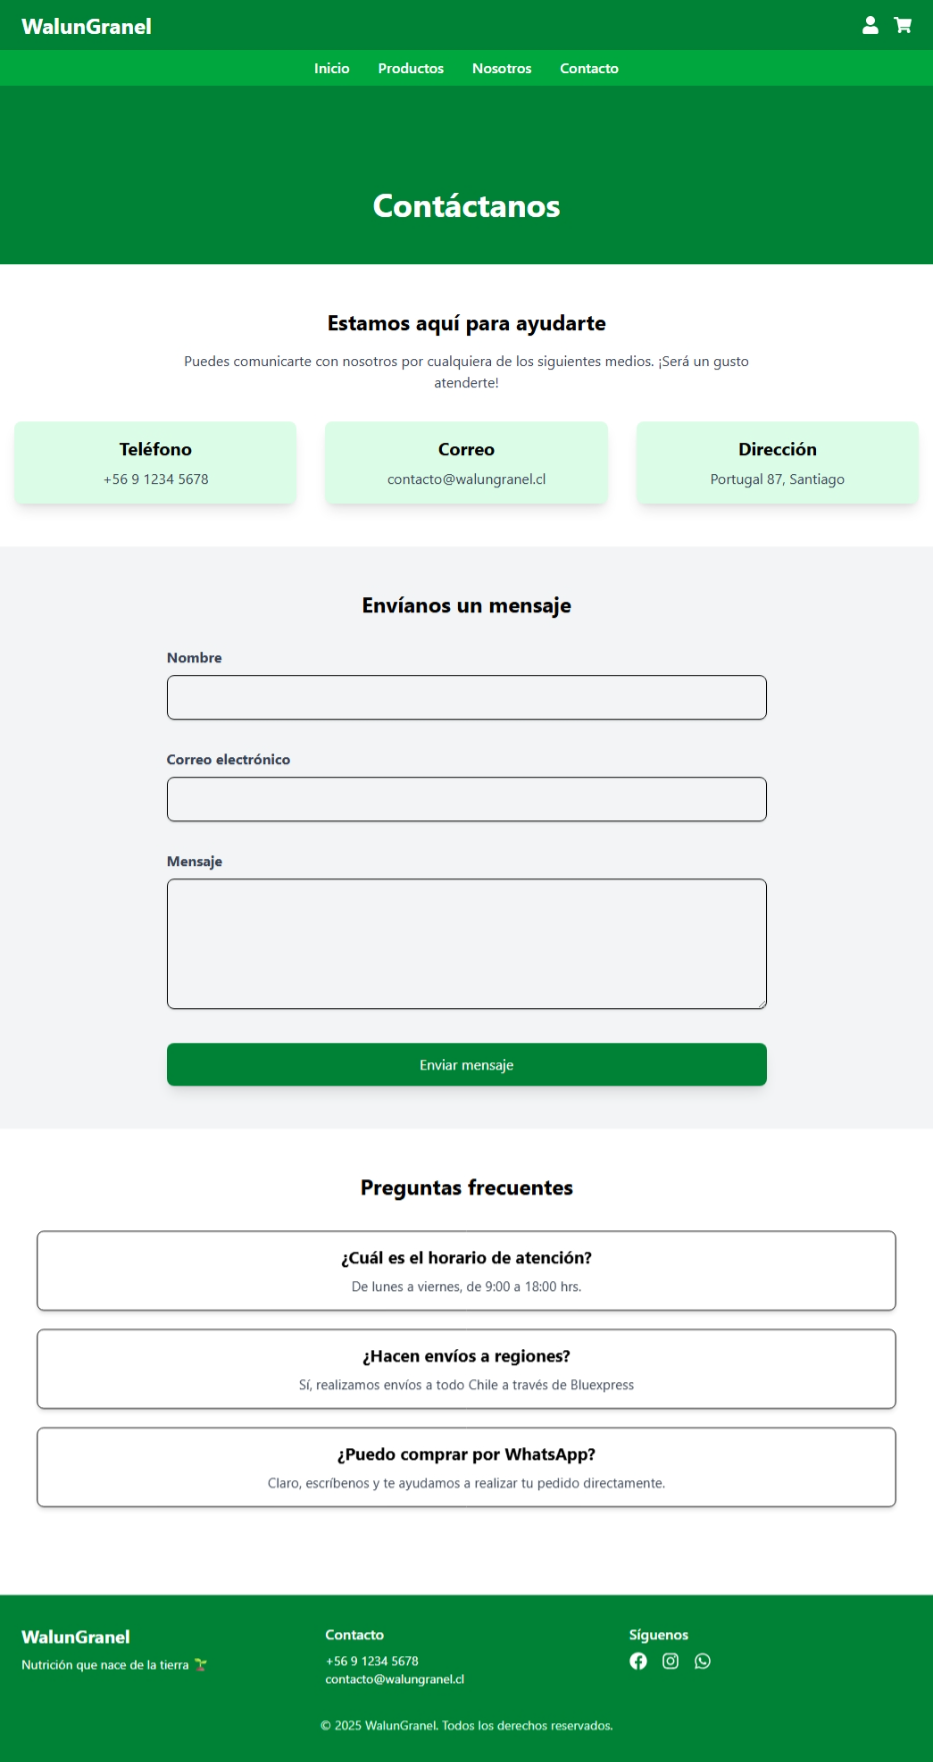 WalunGranel
Inicio Productos Nosotros Contacto
Contáctanos
Estamos aquí para ayudarte
Puedes comunicarte con nosotros por cualquiera de los siguientes medios. ¡Será un gusto
atenderte!
Teléfono
+56 9 1234 5678
Correo
contacto@walungranel.cl
Dirección
Portugal 87, Santiago
Envíanos un mensaje
Nombre
Correo electrónico
Mensaje
Enviar mensaje
Preguntas frecuentes
¿Cuál es el horario de atención?
De lunes a viernes, de 9:00 a 18:00 hrs.
¿Hacen envíos a regiones?
Sí, realizamos envíos a todo Chile a través de Bluexpress
¿Puedo comprar por WhatsApp?
Claro, escríbenos y te ayudamos a realizar tu pedido directamente.
WalunGranel
Nutrición que nace de la tierra 🌱
Contacto
+56 9 1234 5678
contacto@walungranel.cl
Síguenos
© 2025 WalunGranel. Todos los derechos reservados.